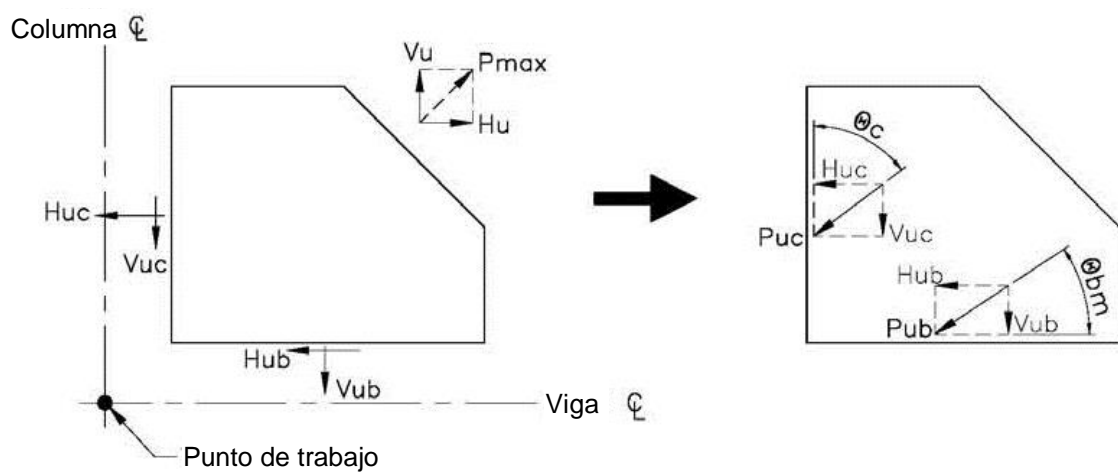 Columna ℄
Vu
Pmax
Hu
Huc
Vuc
Hub
Vub
Viga ℄
Punto de trabajo
Θc
Huc
Puc
Vuc
Hub
Θbm
Pub
Vub